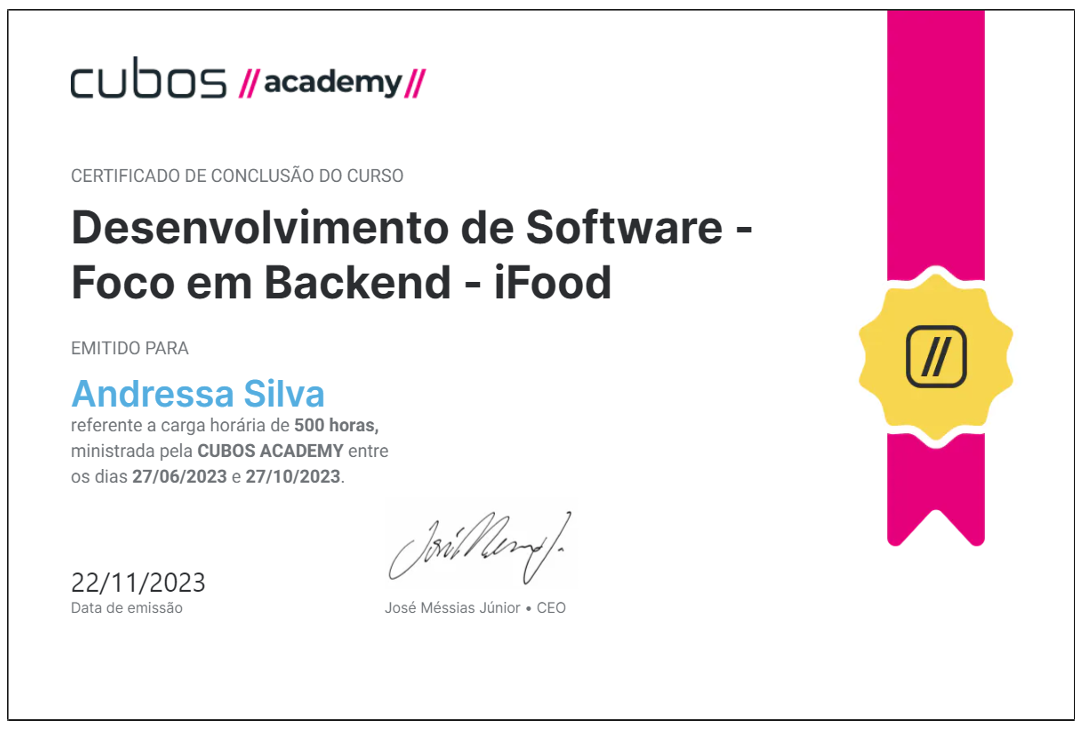 cubos //academy//
CERTIFICADO DE CONCLUSÃO DO CURSO
Desenvolvimento de Software -
Foco em Backend - iFood
EMITIDO PARA
Andressa Silva
referente a carga horária de 500 horas,
ministrada pela CUBOS ACADEMY entre
os dias 27/06/2023 e 27/10/2023.
//
22/11/2023
Data de emissão
José Méssias Júnior • CEO